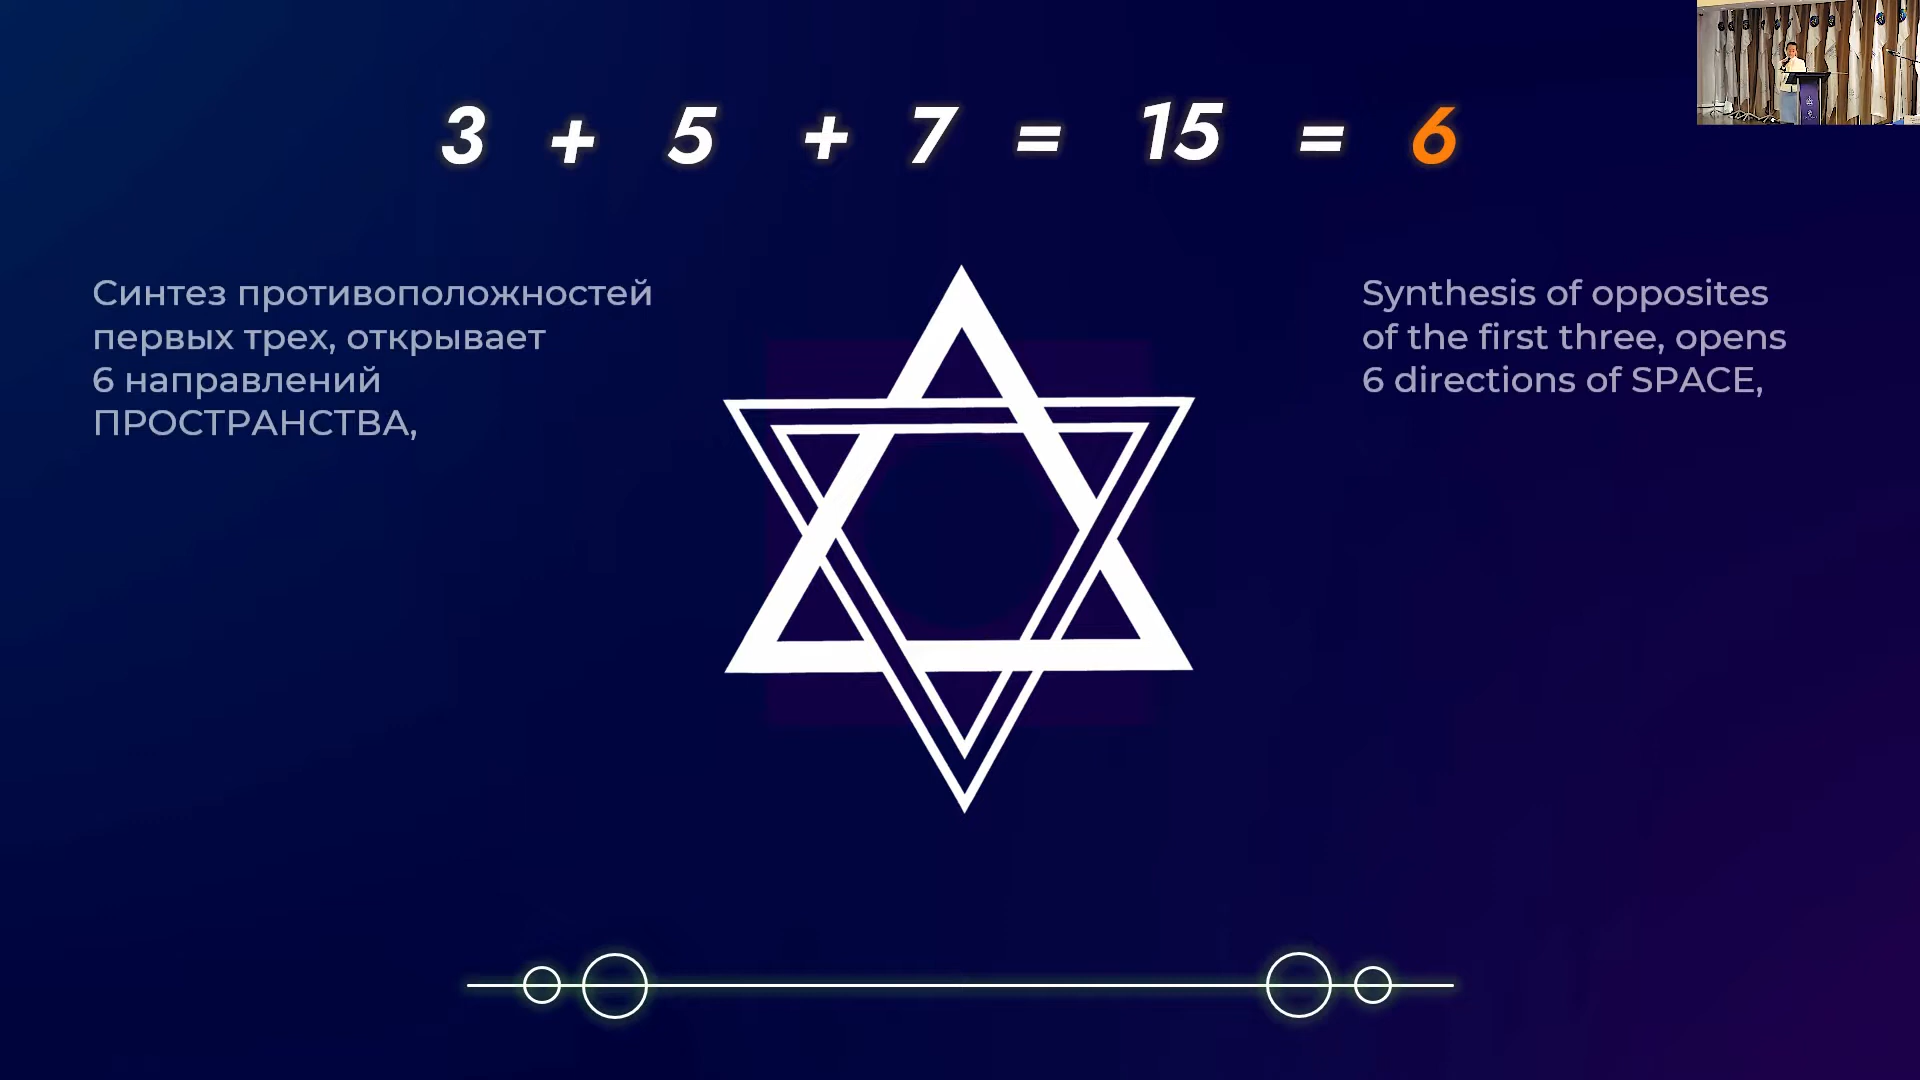 3 + 5 + 7 = 15 = 6
Синтез противоположностей
первых трех, открывает
6 направлений
ПРОСТРАНСТВА,
Synthesis of opposites
of the first three, opens
6 directions of SPACE,